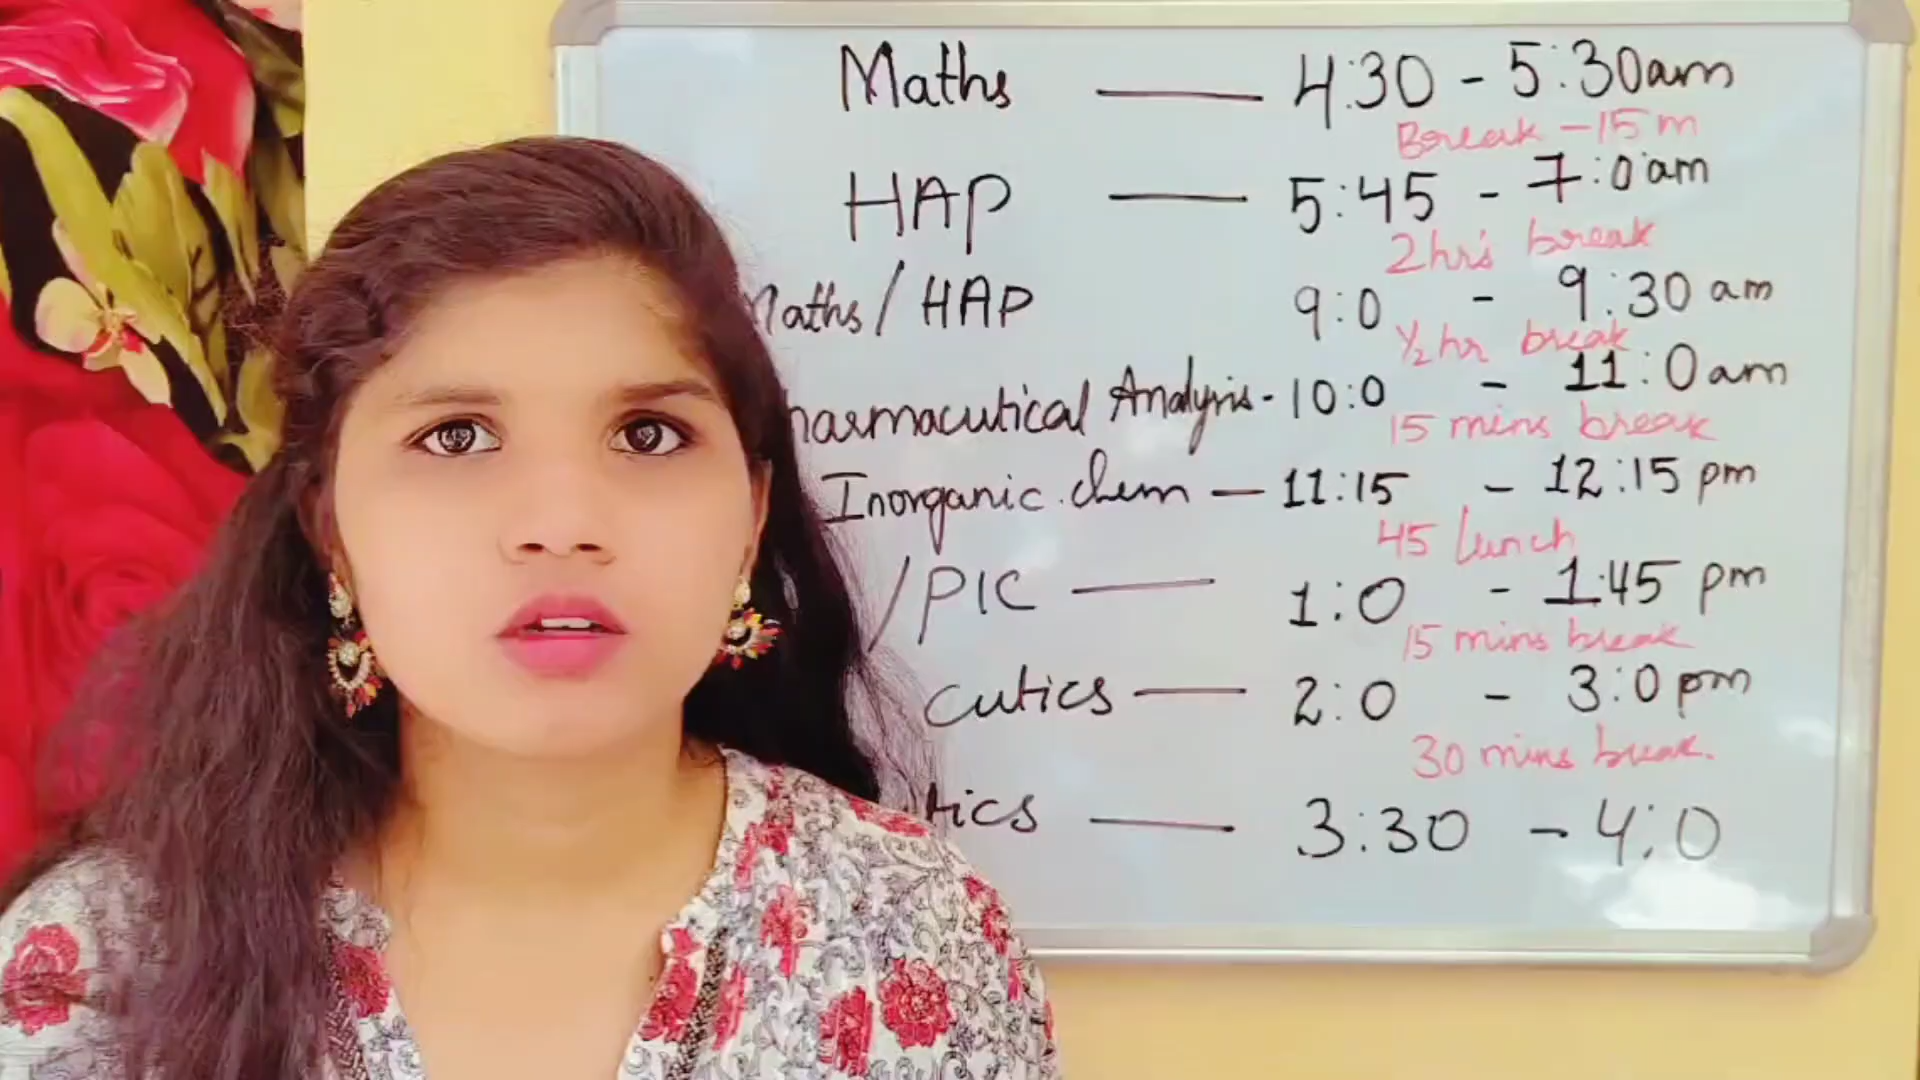 Maths — 4:30 - 5:30am
Break - 15 m
HAP — 5:45 - 7:0 am
2hr's break
Maths / HAP 9:0 - 9:30 am
½ hr break
harmacutical Analysis - 10:0 - 11:0am
15 mins break
Inorganic. chem — 11:15 - 12:15 pm
45 lunch
/PIC — 1:0 - 1:45 pm
15 mins break
cutics — 2:0 - 3:0 pm
30 mins break.
tics — 3:30 - 4:0